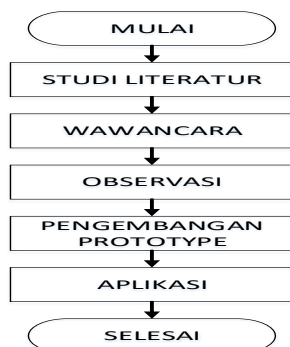 MULAI
STUDI LITERATUR
WAWANCARA
OBSERVASI
PENGEMBANGAN
PROTOTYPE
APLIKASI
SELESAI